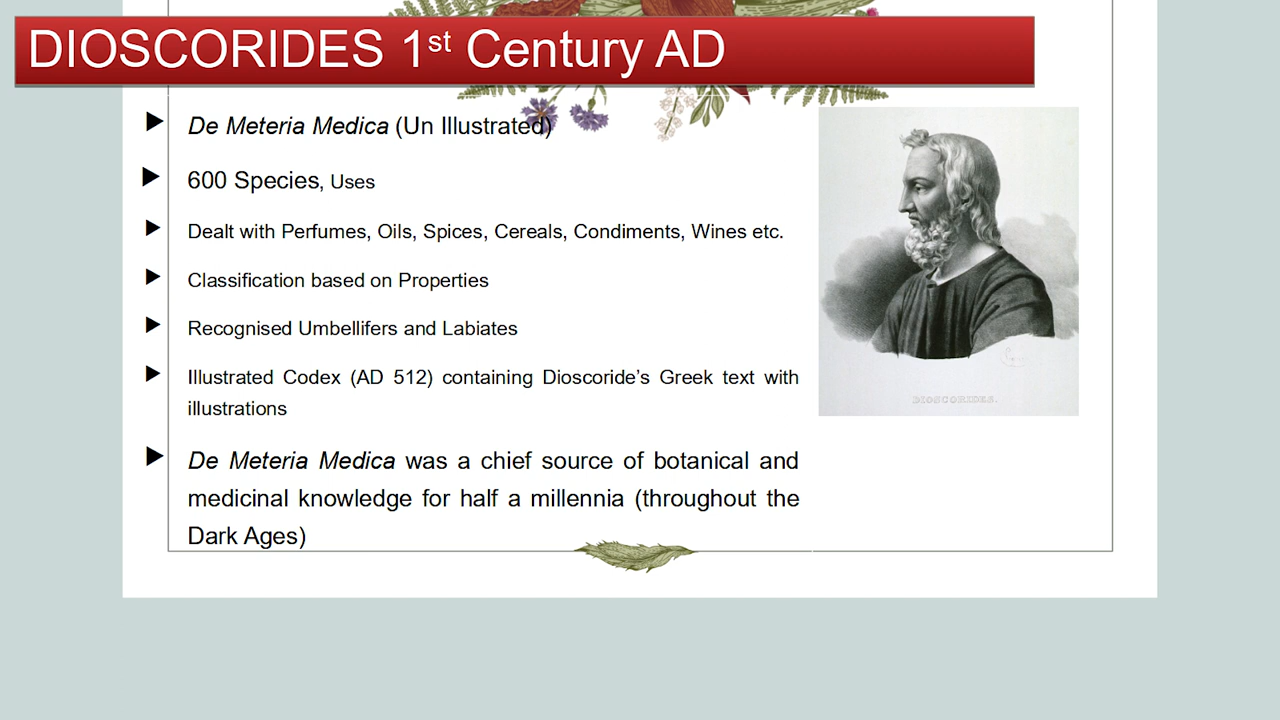 DIOSCORIDES 1st Century AD
De Meteria Medica (Un Illustrated)
600 Species, Uses
Dealt with Perfumes, Oils, Spices, Cereals, Condiments, Wines etc.
Classification based on Properties
Recognised Umbellifers and Labiates
Illustrated Codex (AD 512) containing Dioscoride’s Greek text with
illustrations
De Meteria Medica was a chief source of botanical and
medicinal knowledge for half a millennia (throughout the
Dark Ages)
DIOSCORIDES.